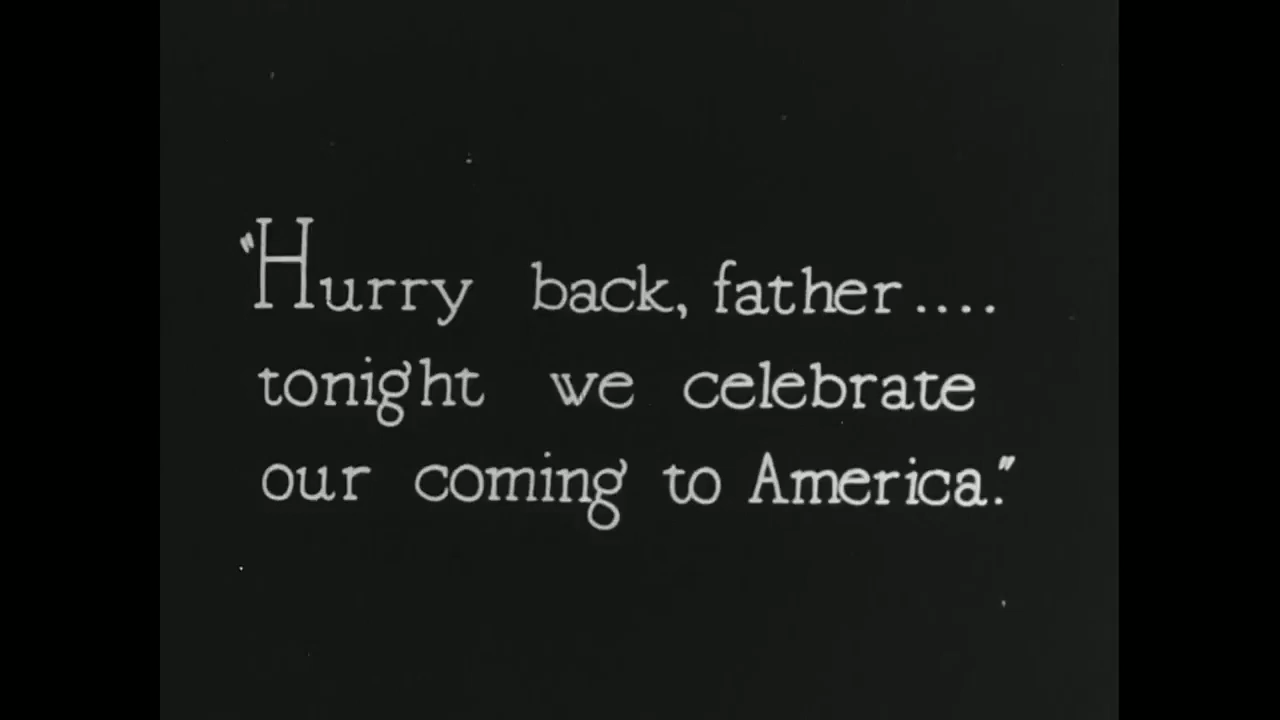 "Hurry back, father....
tonight we celebrate
our coming to America."